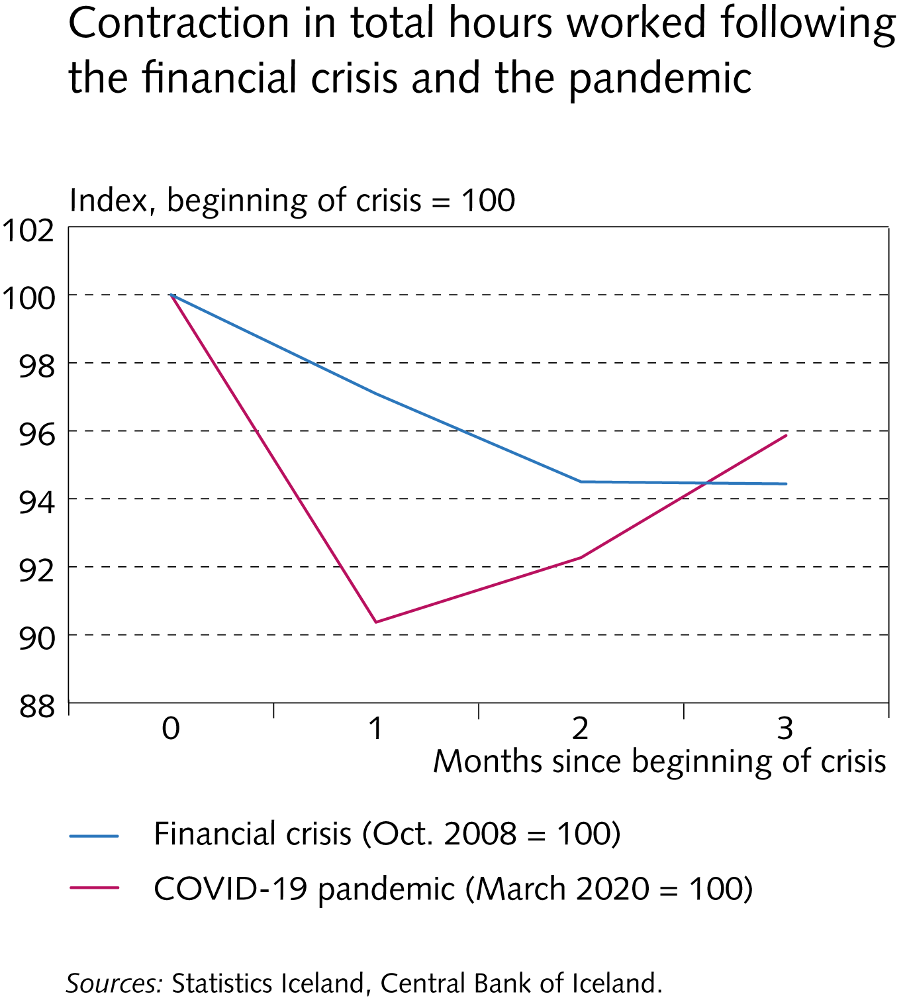 Contraction in total hours worked following
the financial crisis and the pandemic
Index, beginning of crisis = 100
102
100
98
96
94
92
90
88
0 1 2 3
Months since beginning of crisis
Financial crisis (Oct. 2008 = 100)
COVID-19 pandemic (March 2020 = 100)
Sources: Statistics Iceland, Central Bank of Iceland.